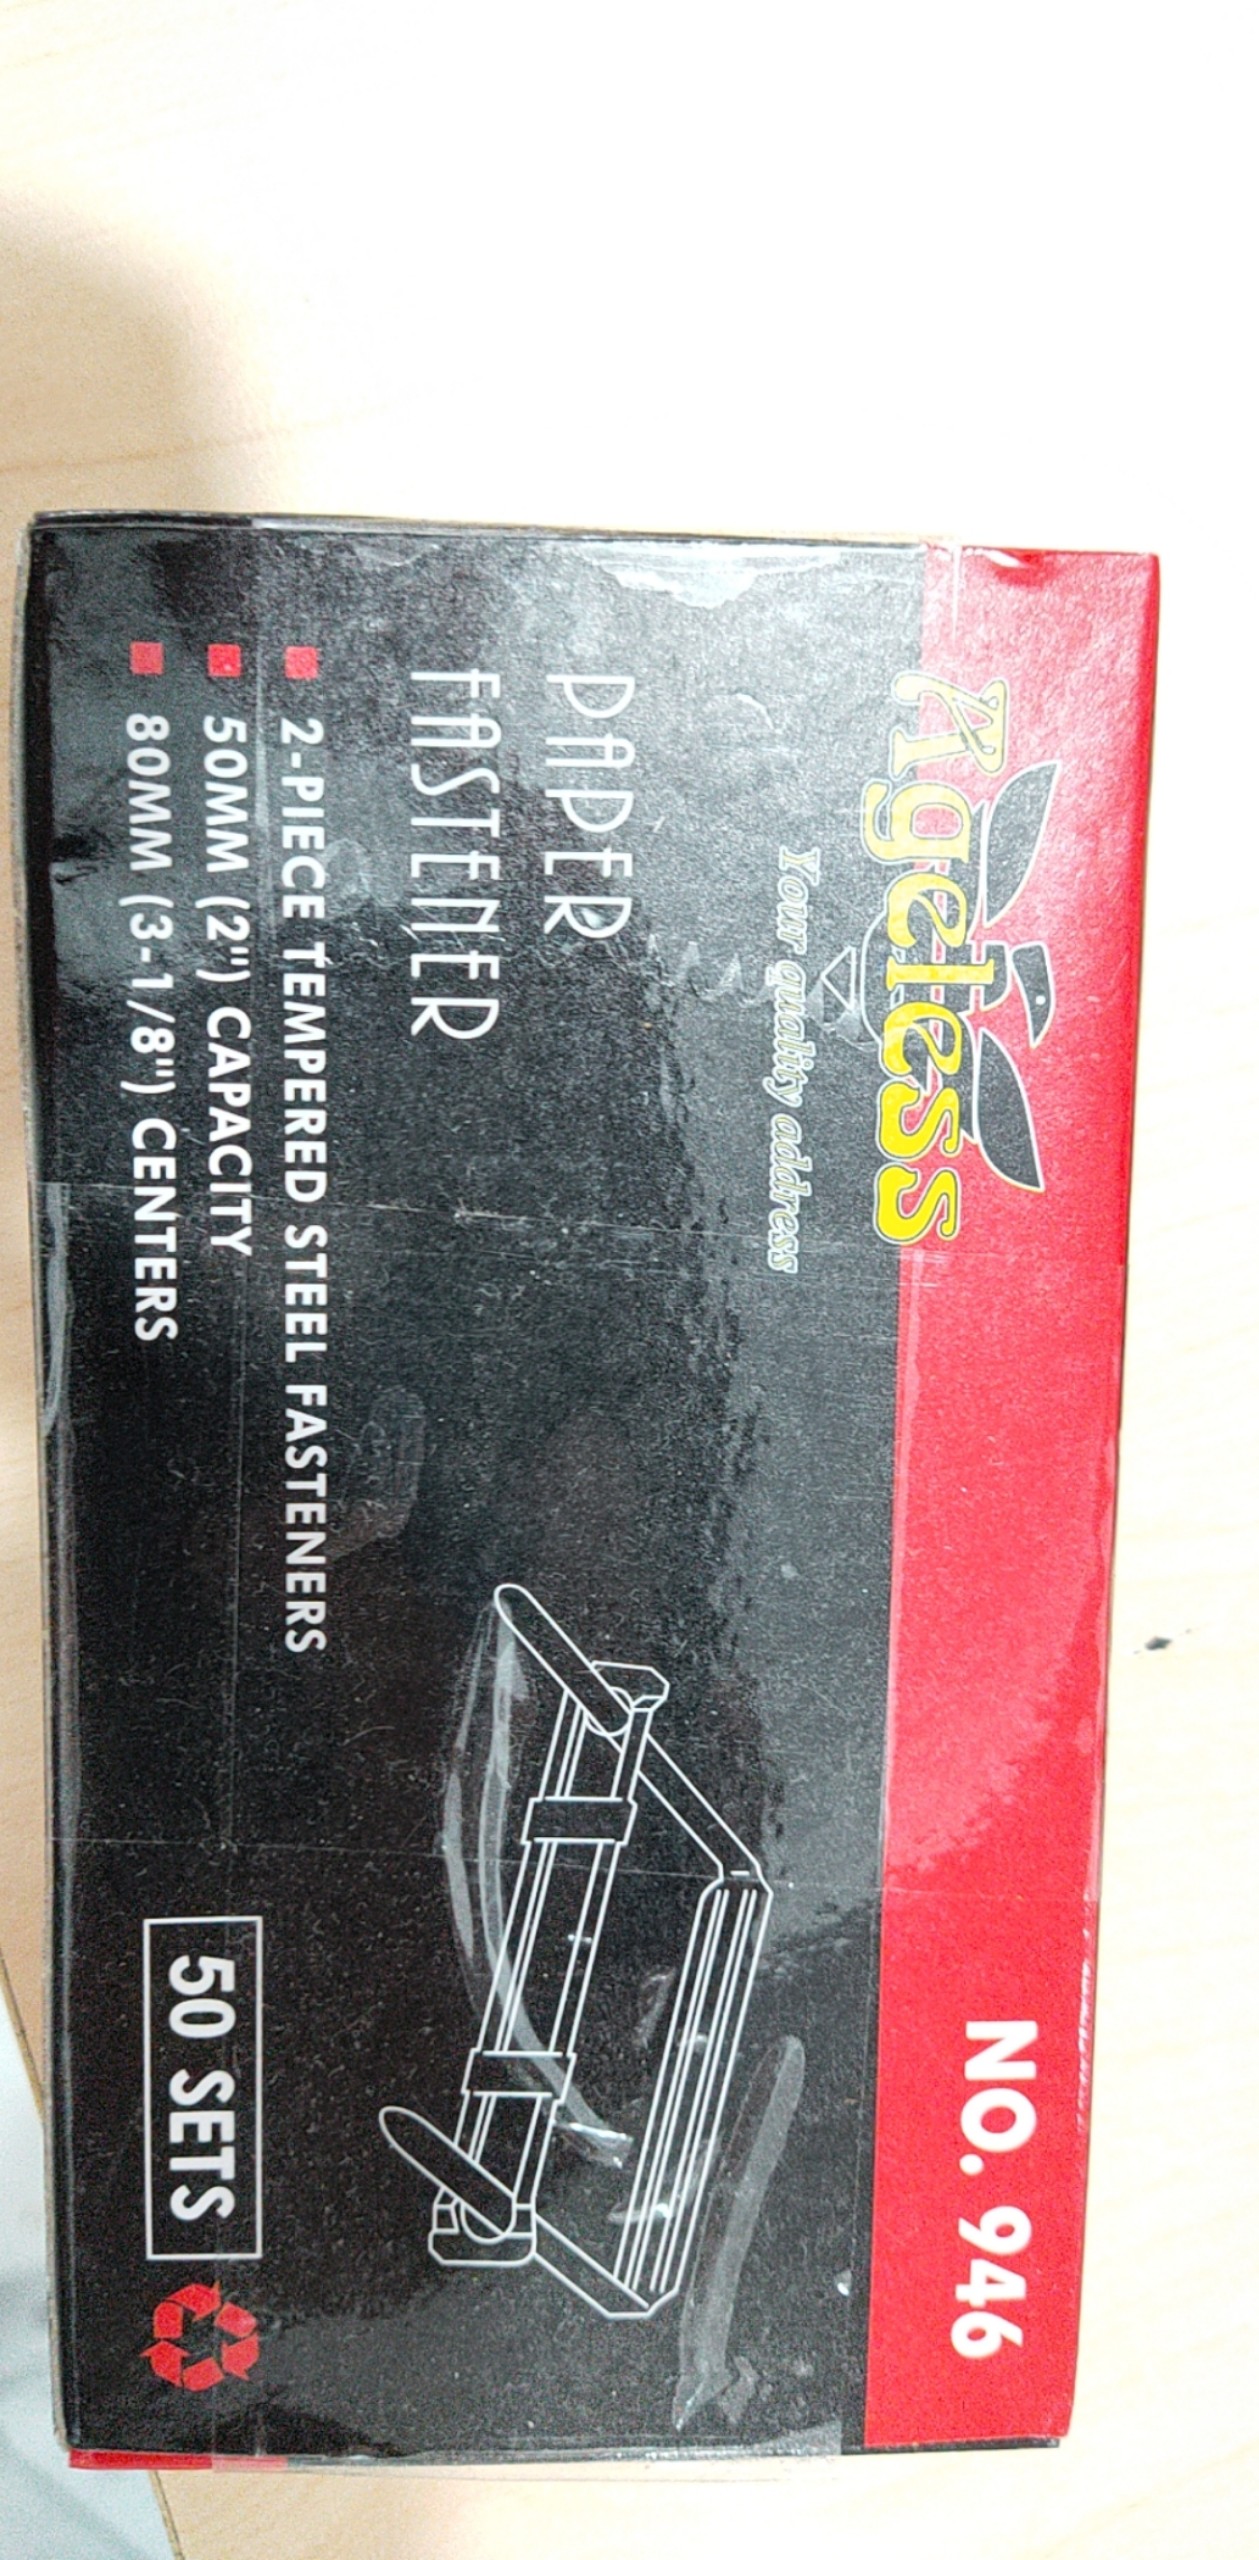 Ageless
Your quality address
NO. 946
PAPER
FASTENER
2-PIECE TEMPERED STEEL FASTENERS
50MM (2") CAPACITY
80MM (3-1/8") CENTERS
50 SETS